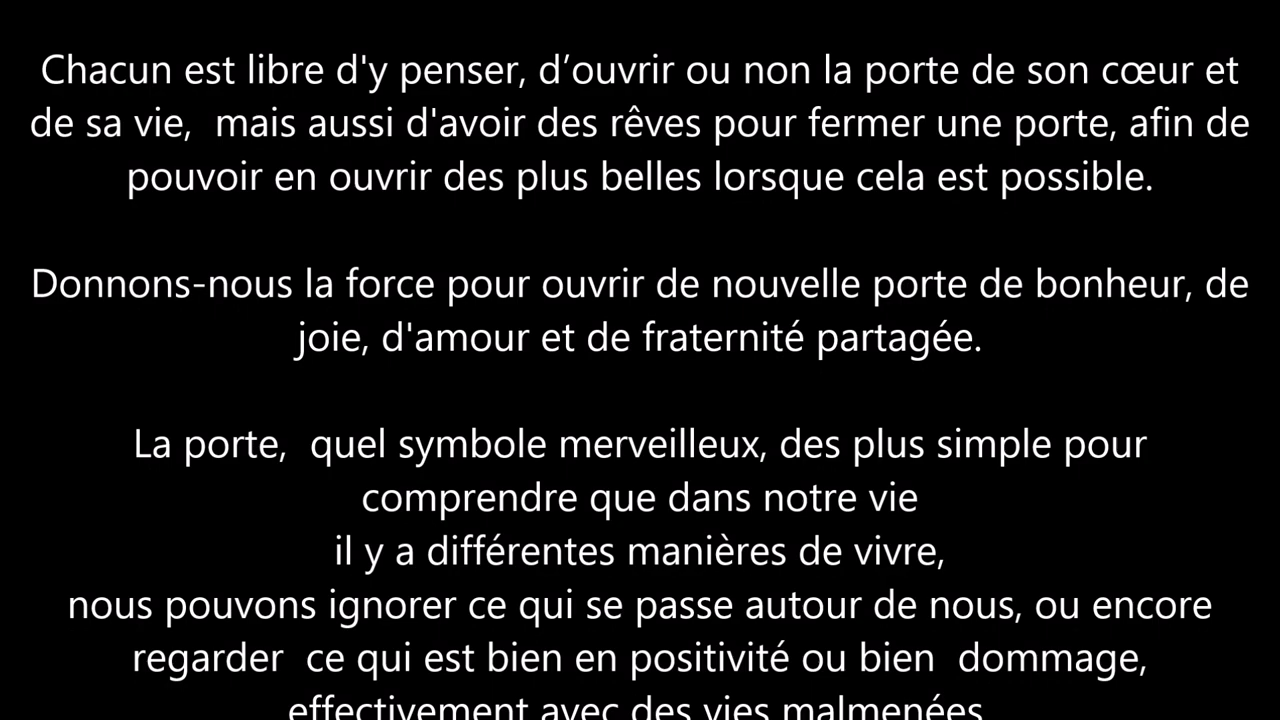 Chacun est libre d'y penser, d’ouvrir ou non la porte de son cœur et
de sa vie,  mais aussi d'avoir des rêves pour fermer une porte, afin de
pouvoir en ouvrir des plus belles lorsque cela est possible.
Donnons-nous la force pour ouvrir de nouvelle porte de bonheur, de
joie, d'amour et de fraternité partagée.
La porte,  quel symbole merveilleux, des plus simple pour
comprendre que dans notre vie
il y a différentes manières de vivre,
nous pouvons ignorer ce qui se passe autour de nous, ou encore
regarder  ce qui est bien en positivité ou bien  dommage,
effectivement avec des vies malmenées